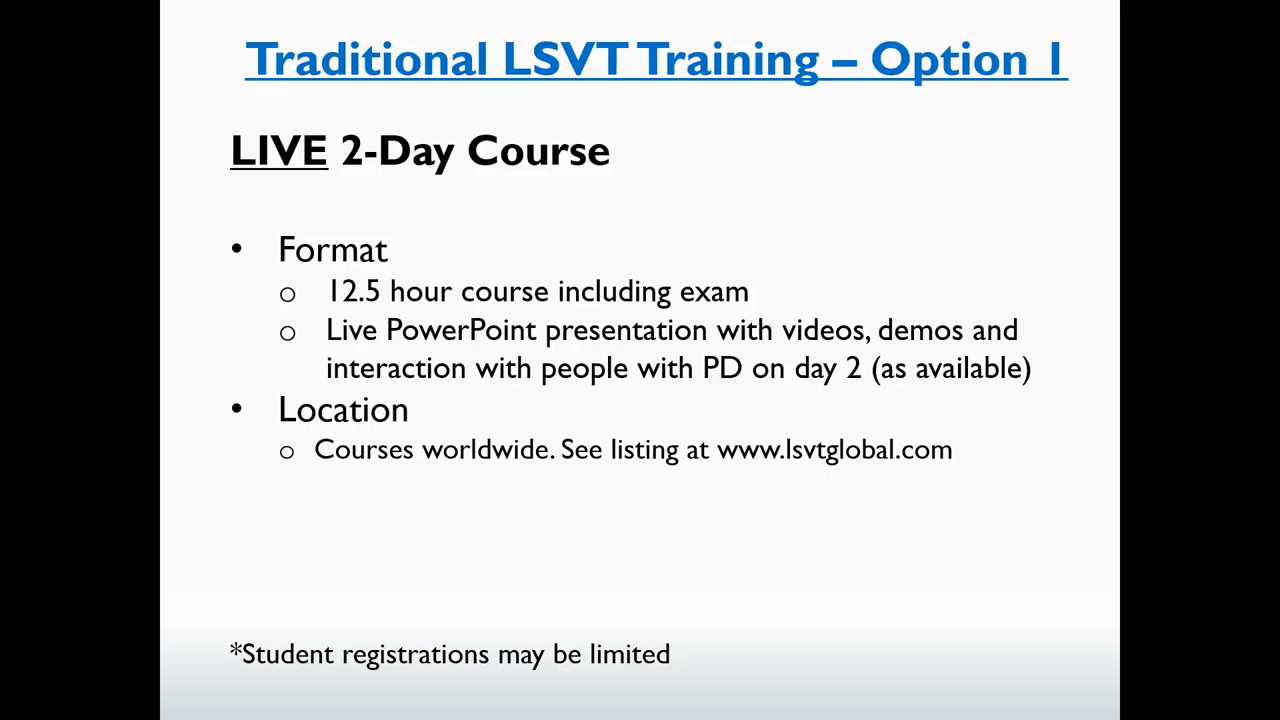 Traditional LSVT Training – Option 1
LIVE 2-Day Course
• Format
o 12.5 hour course including exam
o Live PowerPoint presentation with videos, demos and
interaction with people with PD on day 2 (as available)
• Location
o Courses worldwide. See listing at www.lsvtglobal.com
*Student registrations may be limited